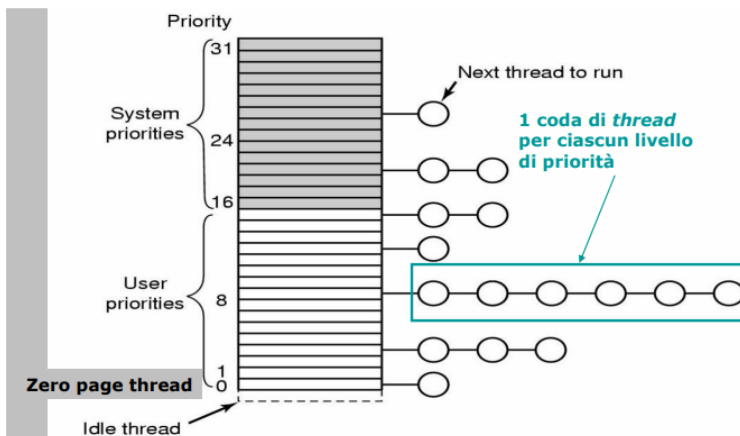 Priority
31
Next thread to run
System
priorities
24
1 coda di thread
per ciascun livello
di priorità
16
User
priorities
8
1
Zero page thread
0
Idle thread